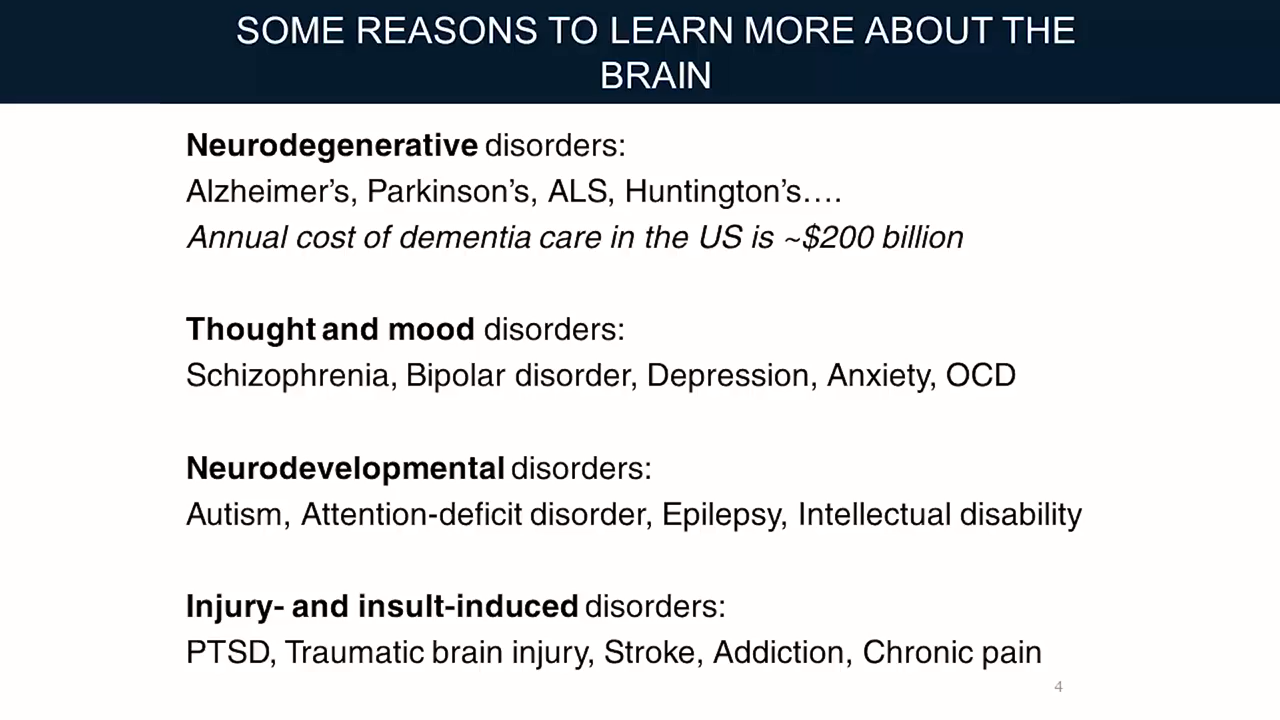 SOME REASONS TO LEARN MORE ABOUT THE
BRAIN
Neurodegenerative disorders:
Alzheimer’s, Parkinson’s, ALS, Huntington’s….
Annual cost of dementia care in the US is ~$200 billion
Thought and mood disorders:
Schizophrenia, Bipolar disorder, Depression, Anxiety, OCD
Neurodevelopmental disorders:
Autism, Attention-deficit disorder, Epilepsy, Intellectual disability
Injury- and insult-induced disorders:
PTSD, Traumatic brain injury, Stroke, Addiction, Chronic pain
4